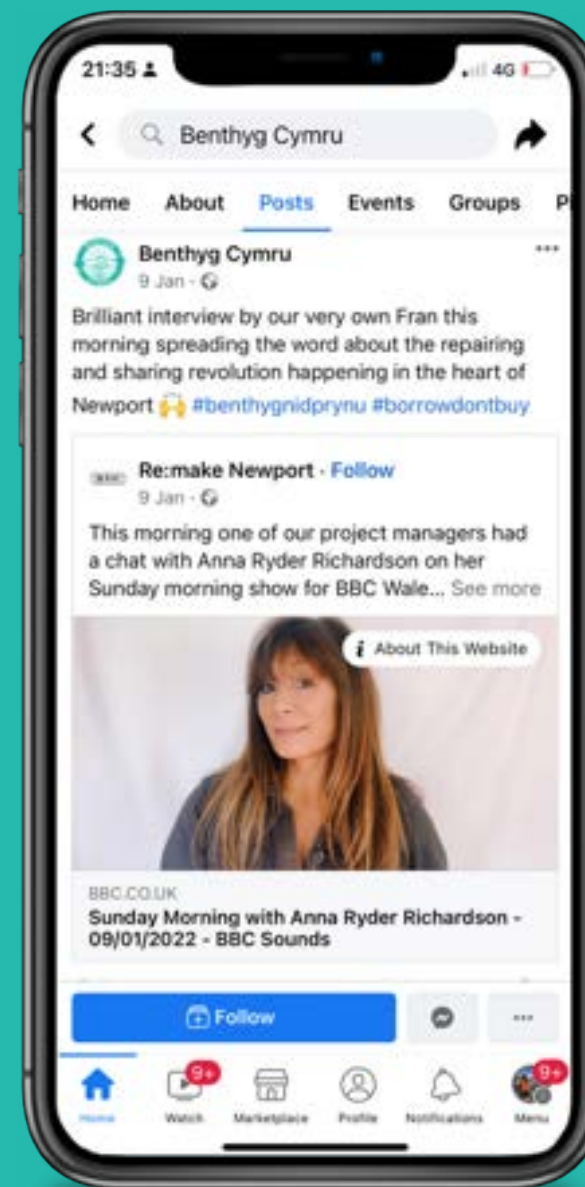 21:35
4G
Benthyg Cymru
Home About Posts Events Groups P
Benthyg Cymru
9 Jan ·
Brilliant interview by our very own Fran this
morning spreading the word about the repairing
and sharing revolution happening in the heart of
Newport 🙌 #benthygnidprynu #borrowdontbuy
Re:make Newport · Follow
9 Jan ·
This morning one of our project managers had
a chat with Anna Ryder Richardson on her
Sunday morning show for BBC Wale... See more
i About This Website
BBC.CO.UK
Sunday Morning with Anna Ryder Richardson -
09/01/2022 - BBC Sounds
Follow
9+ 9+
Home Watch Marketplace Profile Notifications Menu